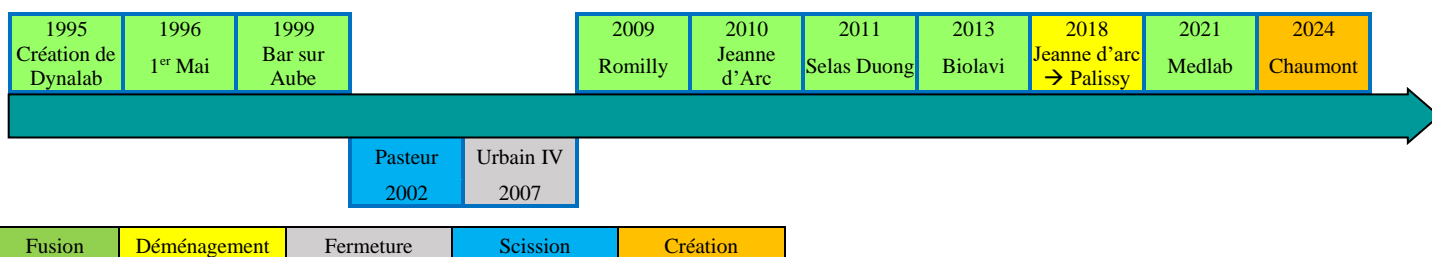 1995
Création de
Dynalab
1996
1er Mai
1999
Bar sur
Aube
2009
Romilly
2010
Jeanne
d'Arc
2011
Selas Duong
2013
Biolavi
2018
Jeanne d'arc
→ Palissy
2021
Medlab
2024
Chaumont
Pasteur
2002
Urbain IV
2007
Fusion
Déménagement
Fermeture
Scission
Création